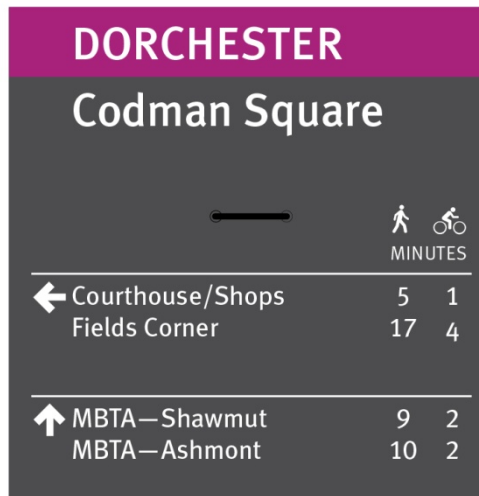 DORCHESTER
Codman Square
MINUTES
Courthouse/Shops 5 1
Fields Corner 17 4
MBTA—Shawmut 9 2
MBTA—Ashmont 10 2